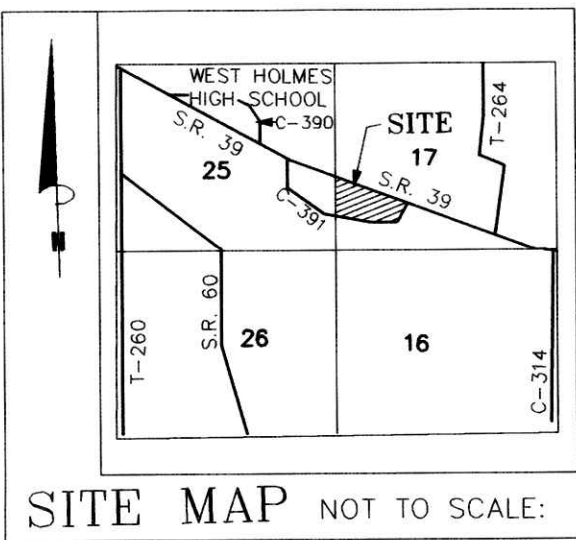 WEST HOLMES
HIGH SCHOOL
C-390
S.R. 39
SITE
T-264
25
17
S.R. 39
C-391
N
T-260
S.R. 60
26
16
C-314
SITE MAP NOT TO SCALE: